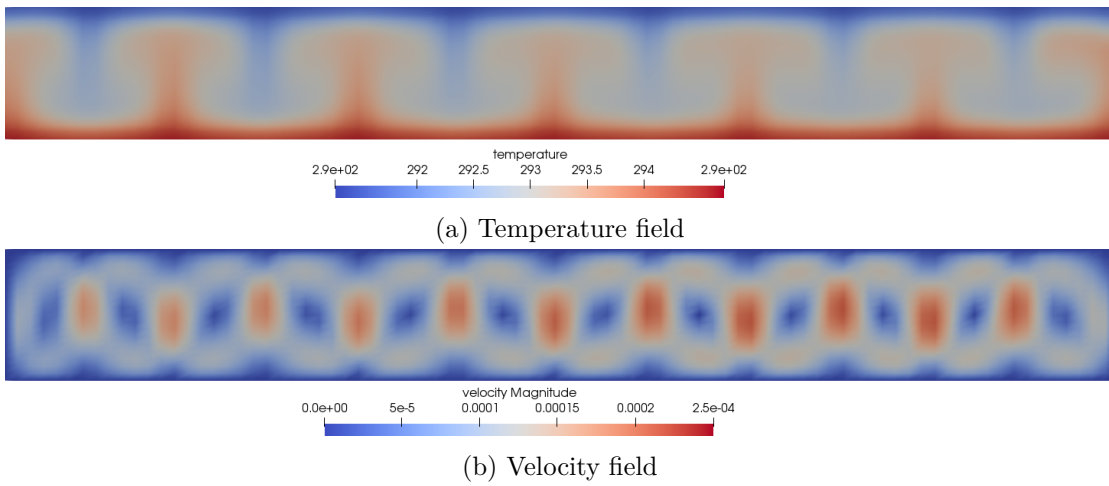 temperature
2.9e+02 292 292.5 293 293.5 294 2.9e+02
(a) Temperature field
velocity Magnitude
0.0e+00 5e-5 0.0001 0.00015 0.0002 2.5e-04
(b) Velocity field